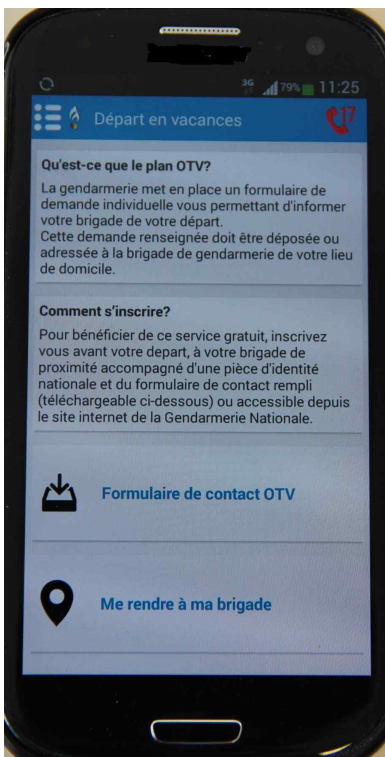 3G 79% 11:25
Départ en vacances 17
Qu'est-ce que le plan OTV?
La gendarmerie met en place un formulaire de
demande individuelle vous permettant d'informer
votre brigade de votre départ.
Cette demande renseignée doit être déposée ou
adressée à la brigade de gendarmerie de votre lieu
de domicile.
Comment s'inscrire?
Pour bénéficier de ce service gratuit, inscrivez
vous avant votre depart, à votre brigade de
proximité accompagné d'une pièce d'identité
nationale et du formulaire de contact rempli
(téléchargeable ci-dessous) ou accessible depuis
le site internet de la Gendarmerie Nationale.
Formulaire de contact OTV
Me rendre à ma brigade